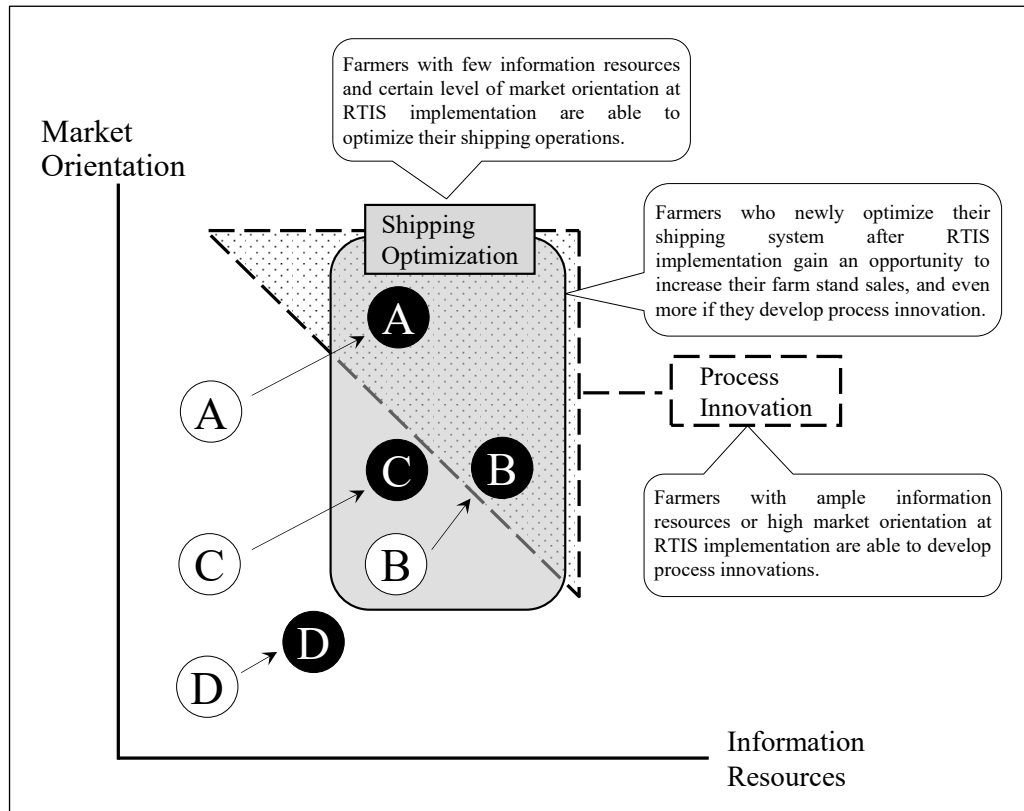 Farmers with few information resources
and certain level of market orientation at
RTIS implementation are able to
optimize their shipping operations.
Market
Orientation
Shipping
Optimization
Farmers who newly optimize their
shipping system after RTIS
implementation gain an opportunity to
increase their farm stand sales, and even
more if they develop process innovation.
A
A
Process
Innovation
C
B
C
B
Farmers with ample information
resources or high market orientation at
RTIS implementation are able to develop
process innovations.
D
D
Information
Resources